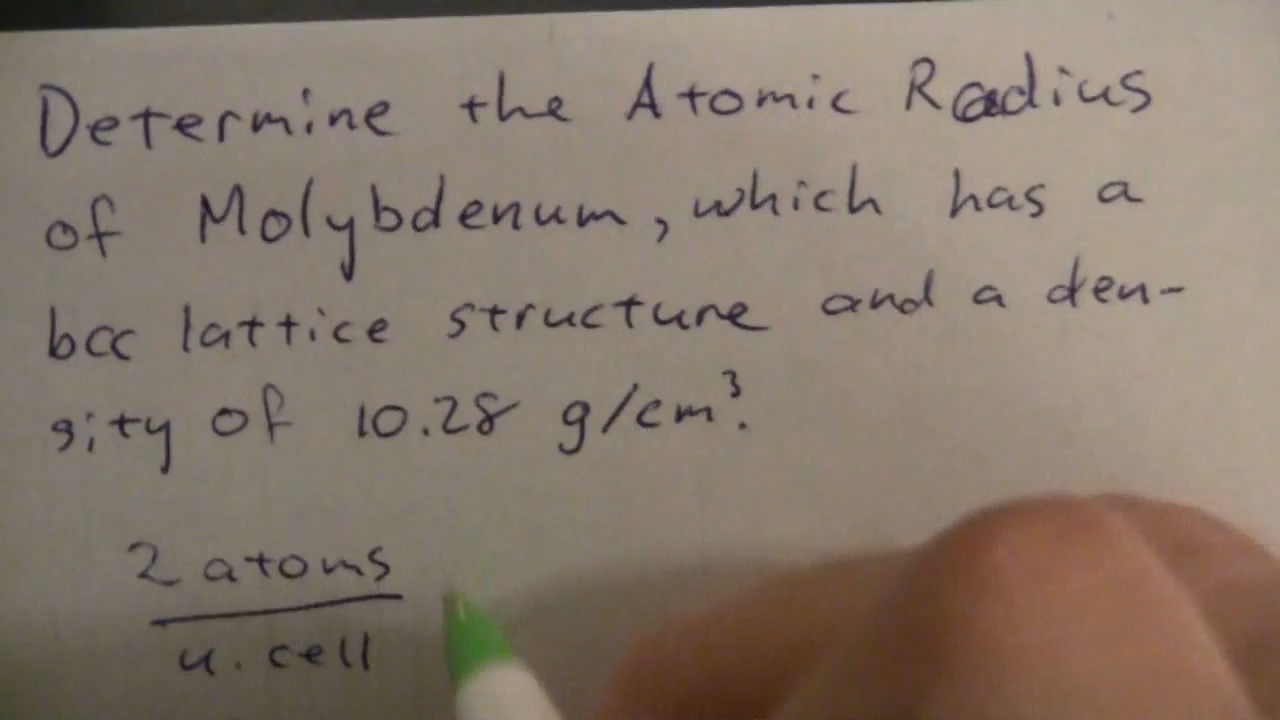 Determine the Atomic Radius
of Molybdenum, which has a
bcc lattice structure and a den-
sity of 10.28 g/cm³.
2 atoms
u. cell